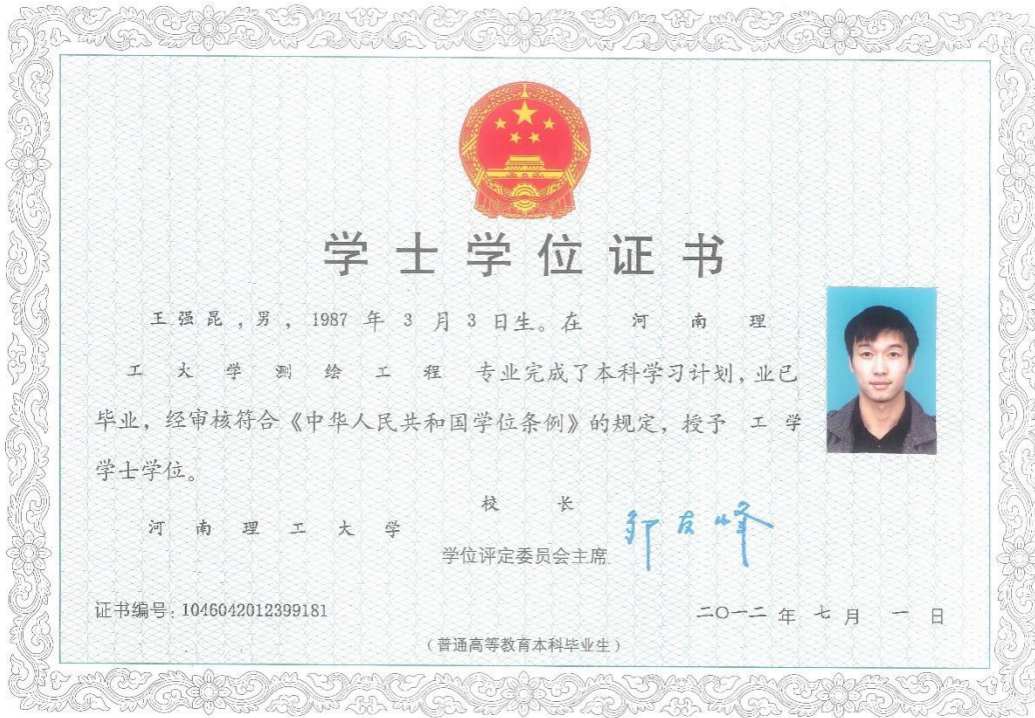 学士学位证书
王强昆，男，1987 年 3 月 3 日生。在 河 南 理
工 大 学 测 绘 工 程 专业完成了本科学习计划，业已
毕业，经审核符合《中华人民共和国学位条例》的规定，授予 工 学
学士学位。
河 南 理 工 大 学
校 长
学位评定委员会主席
邹友峰
证书编号：1046042012399181
二〇一二 年 七 月 一 日
（普通高等教育本科毕业生）